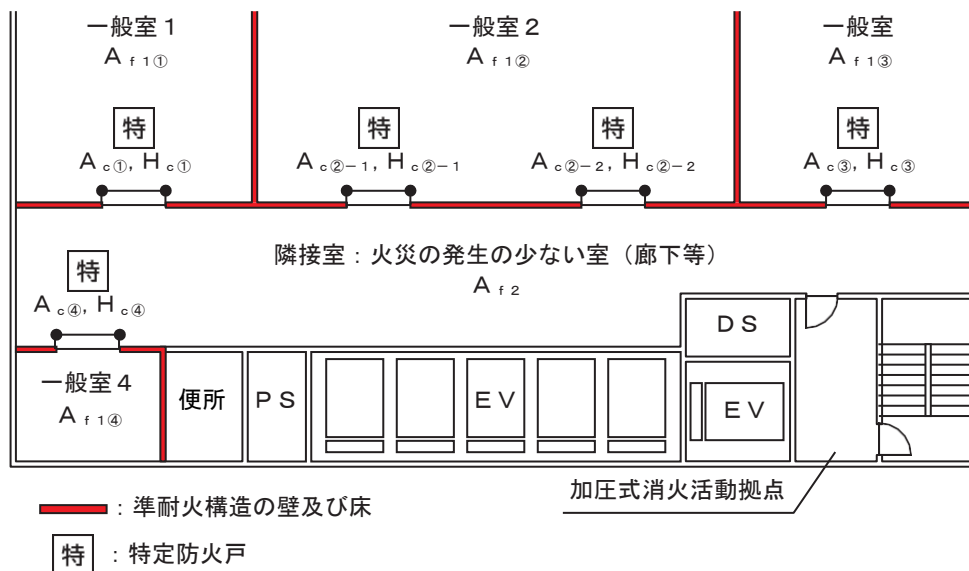 一般室1
Af1①
一般室2
Af1②
一般室
Af1③
特
Ac①, Hc①
特
Ac②-1, Hc②-1
特
Ac②-2, Hc②-2
特
Ac③, Hc③
隣接室：火災の発生の少ない室（廊下等）
Af2
特
Ac④, Hc④
一般室4
Af1④
便所
PS
EV
DS
EV
加圧式消火活動拠点
：準耐火構造の壁及び床
特：特定防火戸